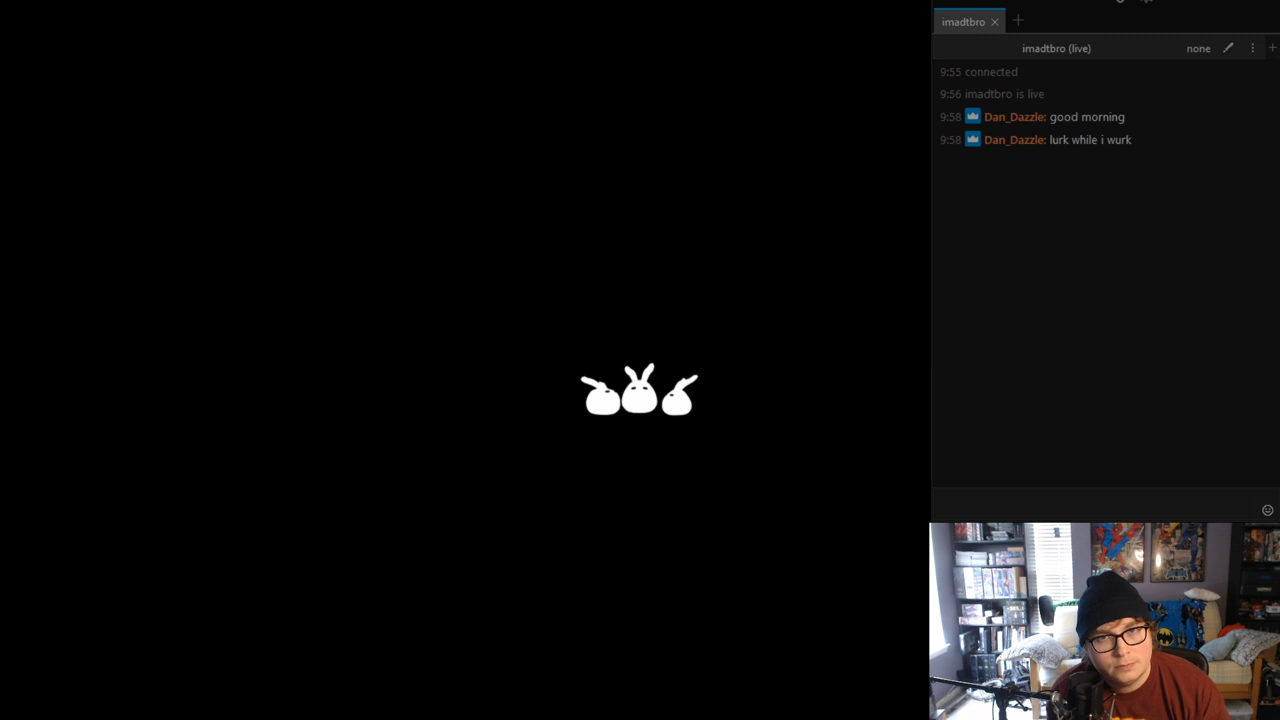 imadtbro
imadtbro (live)
none
9:55 connected
9:56 imadtbro is live
9:58 Dan_Dazzle: good morning
9:58 Dan_Dazzle: lurk while i wurk